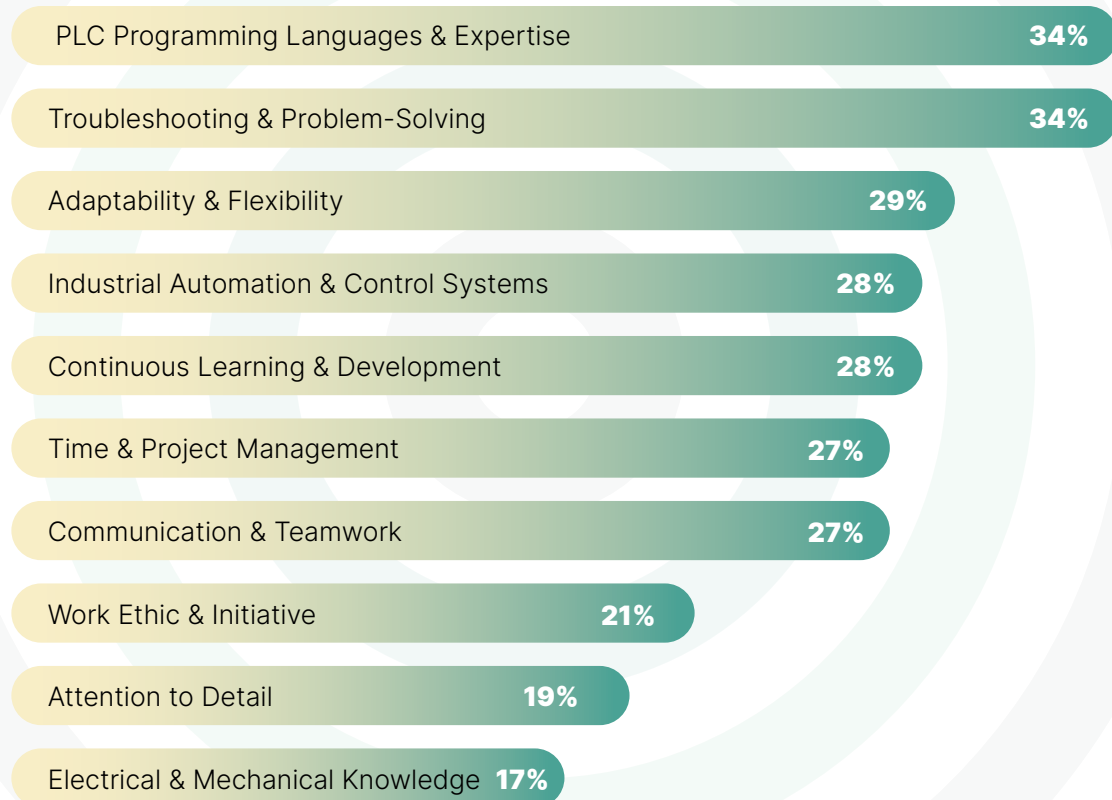 PLC Programming Languages & Expertise 34%
Troubleshooting & Problem-Solving 34%
Adaptability & Flexibility 29%
Industrial Automation & Control Systems 28%
Continuous Learning & Development 28%
Time & Project Management 27%
Communication & Teamwork 27%
Work Ethic & Initiative 21%
Attention to Detail 19%
Electrical & Mechanical Knowledge 17%